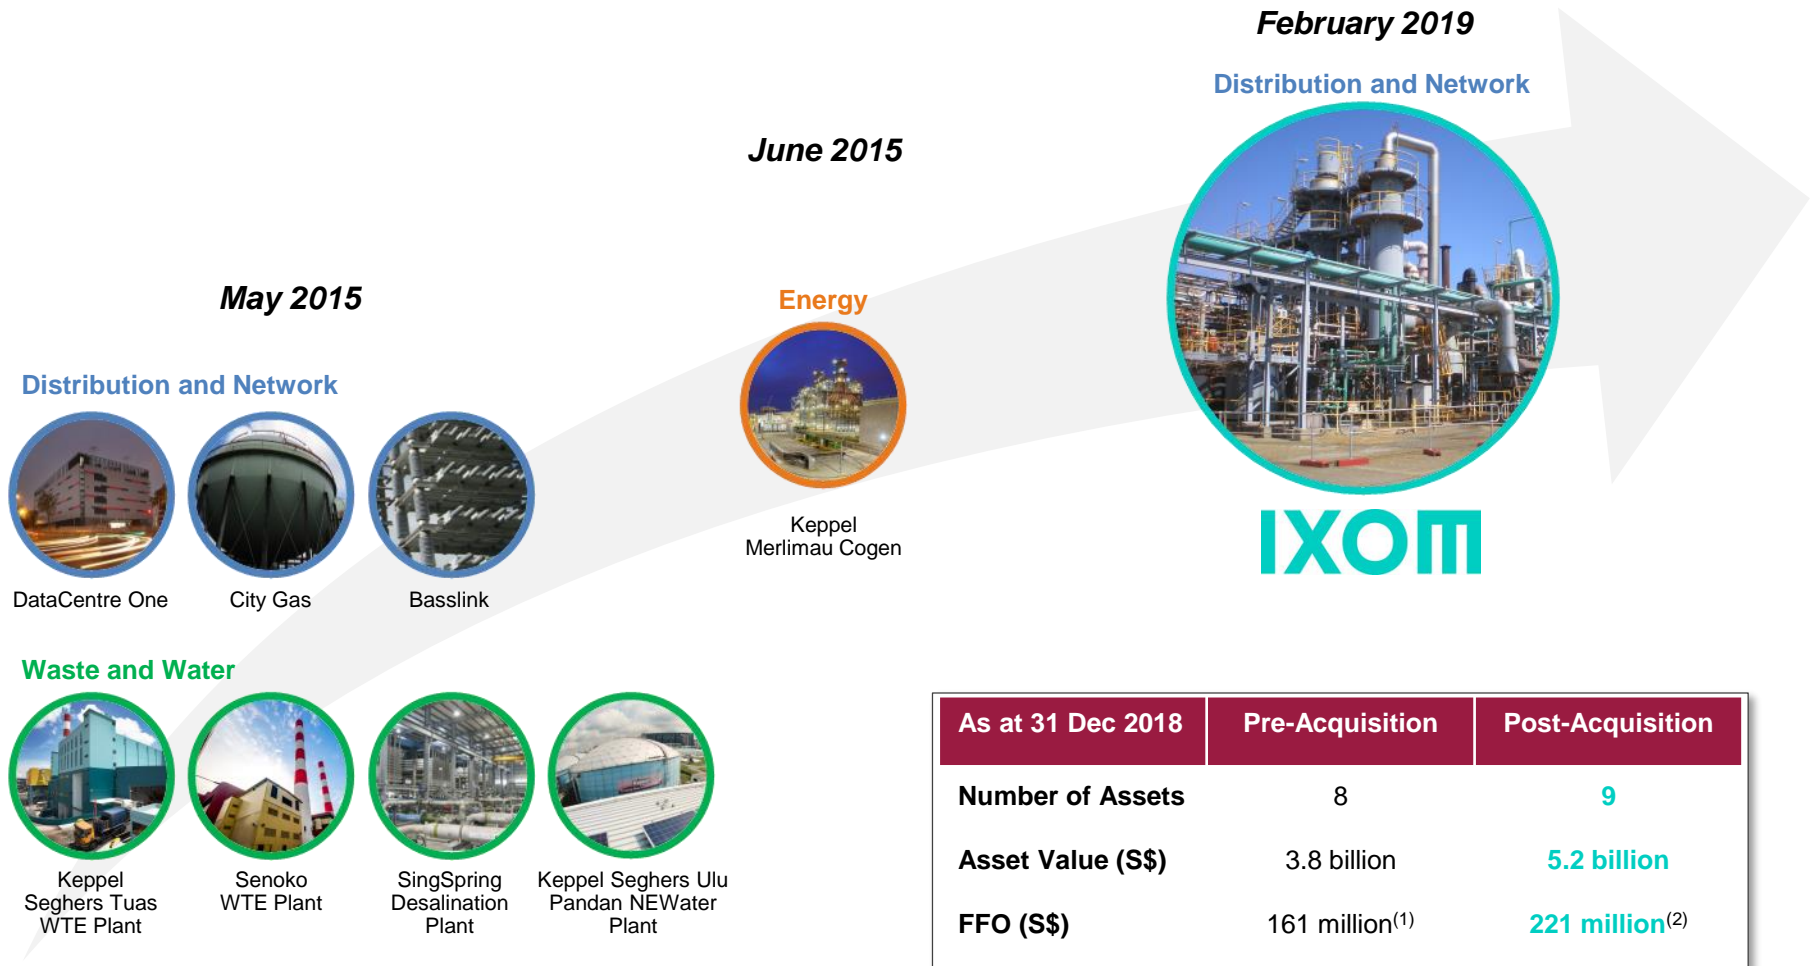 February 2019
Distribution and Network
June 2015
May 2015
Energy
Distribution and Network
Keppel
Merlimau Cogen
IXOM
DataCentre One
City Gas
Basslink
Waste and Water
Keppel
Seghers Tuas
WTE Plant
Senoko
WTE Plant
SingSpring
Desalination
Plant
Keppel Seghers Ulu
Pandan NEWater
Plant
As at 31 Dec 2018 Pre-Acquisition Post-Acquisition
Number of Assets 8 9
Asset Value (S$) 3.8 billion 5.2 billion
FFO (S$) 161 million(1) 221 million(2)